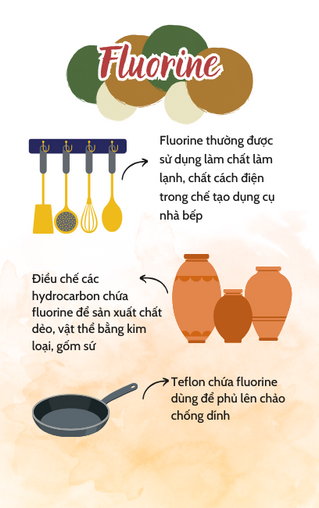 Fluorine
Fluorine thường được
sử dụng làm chất làm
lạnh, chất cách điện
trong chế tạo dụng cụ
nhà bếp
Điều chế các
hydrocarbon chứa
fluorine để sản xuất chất
dẻo, vật thể bằng kim
loại, gốm sứ
Teflon chứa fluorine
dùng để phủ lên chảo
chống dính